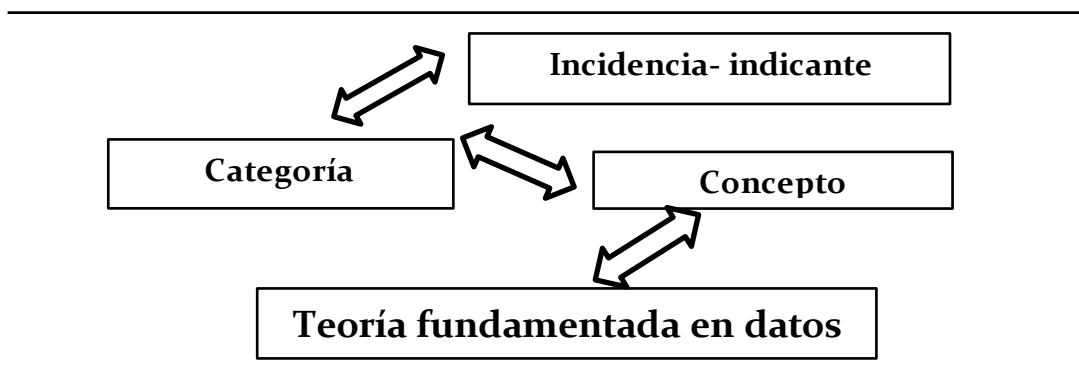 Incidencia- indicante
Categoría
Concepto
Teoría fundamentada en datos